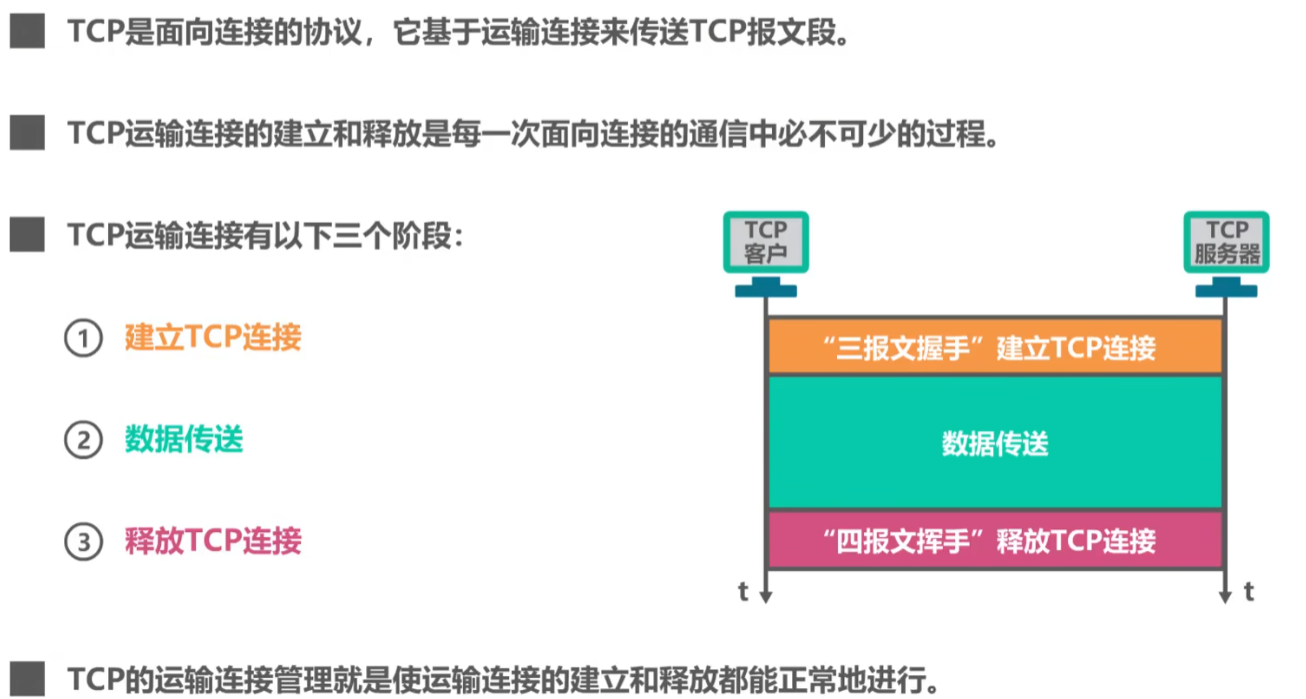 TCP是面向连接的协议，它基于运输连接来传送TCP报文段。
TCP运输连接的建立和释放是每一次面向连接的通信中必不可少的过程。
TCP运输连接有以下三个阶段：
① 建立TCP连接
② 数据传送
③ 释放TCP连接
TCP
客户
TCP
服务器
“三报文握手”建立TCP连接
数据传送
“四报文挥手”释放TCP连接
t
t
TCP的运输连接管理就是使运输连接的建立和释放都能正常地进行。